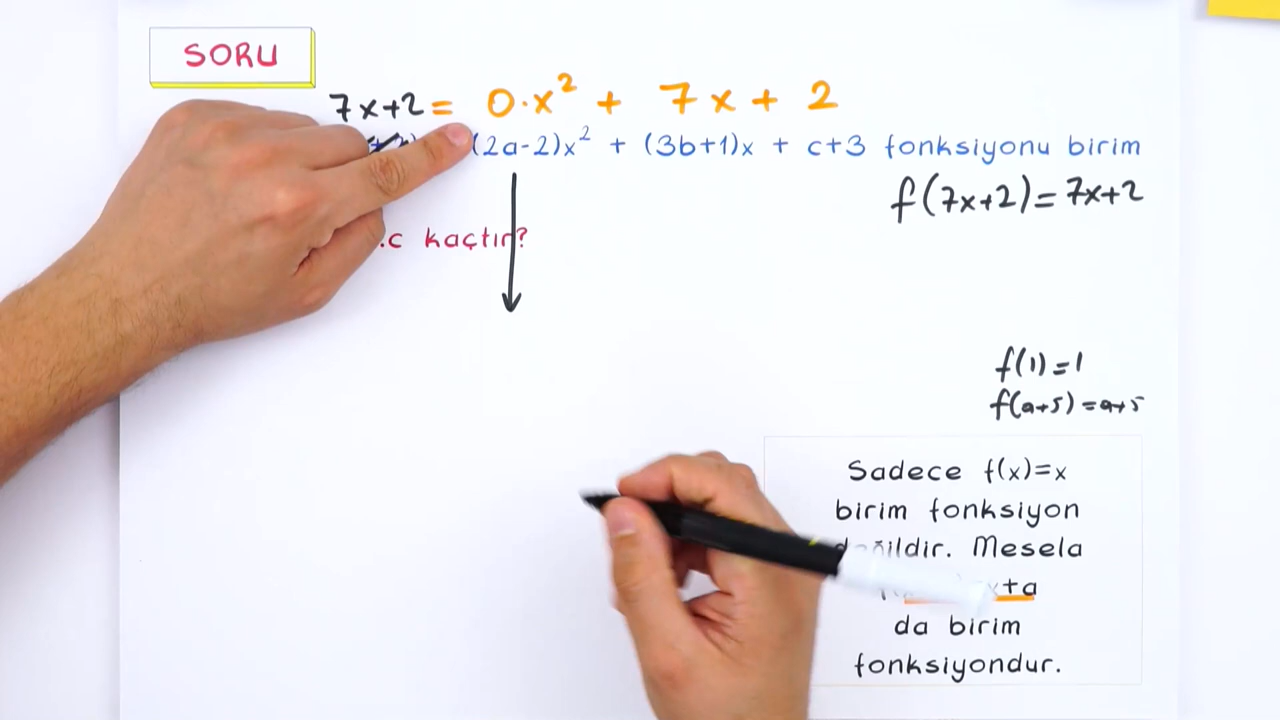 SORU
7x+2 = 0·x² + 7x + 2
(2a-2)x² + (3b+1)x + c+3 fonksiyonu birim
f(7x+2)=7x+2
.c kaçtır?
f(1)=1
f(a+5)=a+5
Sadece f(x)=x
birim fonksiyon
değildir. Mesela
x+a
da birim
fonksiyondur.